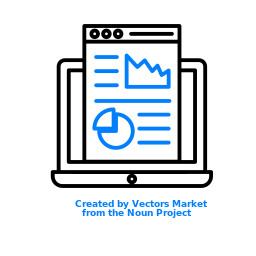 Created by Vectors Market
from the Noun Project